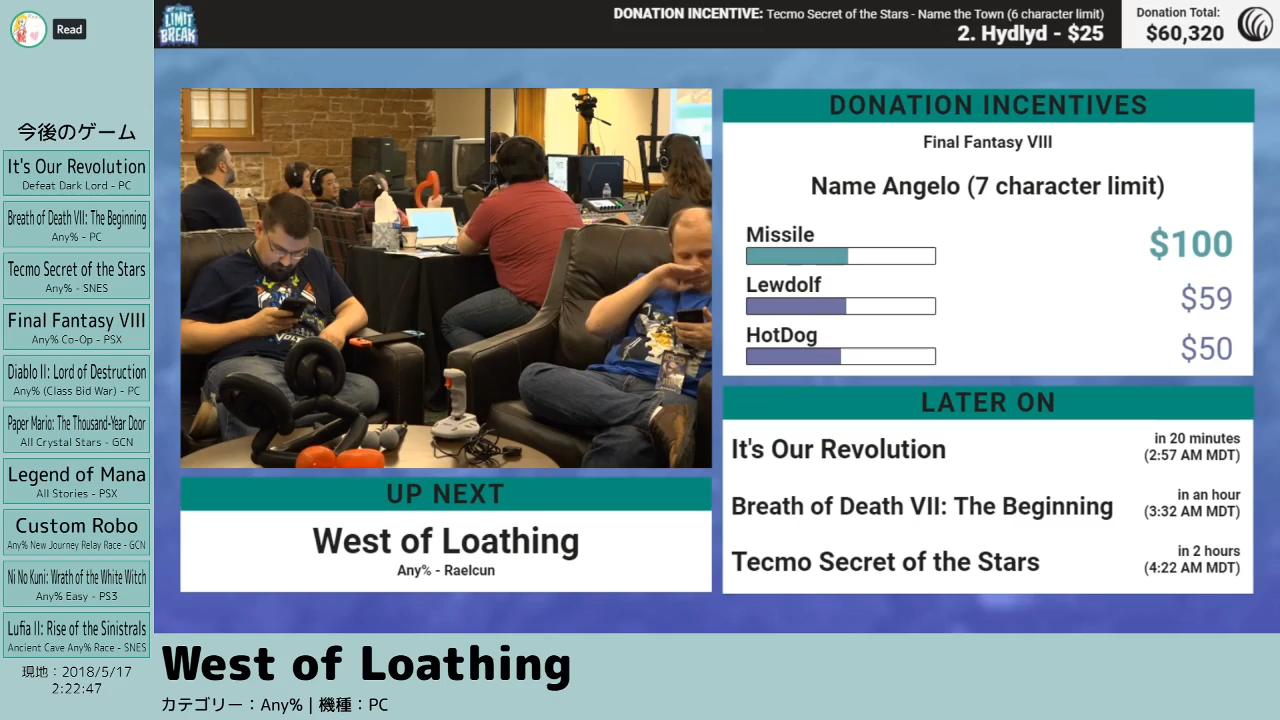 Read
LIMIT
BREAK
DONATION INCENTIVE: Tecmo Secret of the Stars - Name the Town (6 character limit)
2. Hydlyd - $25
Donation Total:
$60,320
今後のゲーム
It's Our Revolution
Defeat Dark Lord - PC
Breath of Death VII: The Beginning
Any% - PC
Tecmo Secret of the Stars
Any% - SNES
Final Fantasy VIII
Any% Co-Op - PSX
Diablo II: Lord of Destruction
Any% (Class Bid War) - PC
Paper Mario: The Thousand-Year Door
All Crystal Stars - GCN
Legend of Mana
All Stories - PSX
Custom Robo
Any% New Journey Relay Race - GCN
Ni No Kuni: Wrath of the White Witch
Any% Easy - PS3
Lufia II: Rise of the Sinistrals
Ancient Cave Any% Race - SNES
現地：2018/5/17
2:22:47
DONATION INCENTIVES
Final Fantasy VIII
Name Angelo (7 character limit)
Missile
$100
Lewdolf
$59
HotDog
$50
LATER ON
It's Our Revolution
in 20 minutes
(2:57 AM MDT)
Breath of Death VII: The Beginning
in an hour
(3:32 AM MDT)
Tecmo Secret of the Stars
in 2 hours
(4:22 AM MDT)
UP NEXT
West of Loathing
Any% - Raelcun
West of Loathing
カテゴリー：Any% | 機種：PC